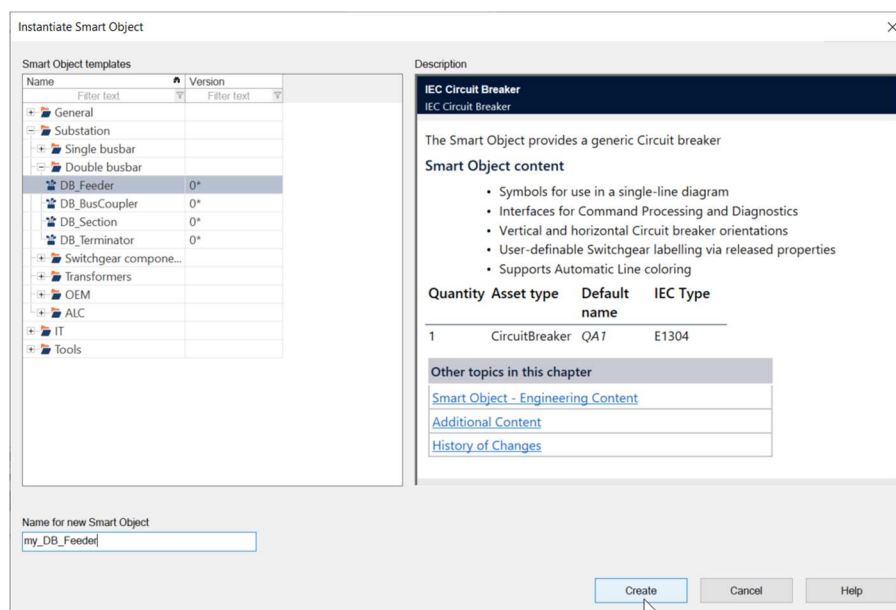 Instantiate Smart Object
Smart Object templates
Name Version
Filter text Filter text
General
Substation
Single busbar
Double busbar
DB_Feeder 0*
DB_BusCoupler 0*
DB_Section 0*
DB_Terminator 0*
Switchgear compone...
Transformers
OEM
ALC
IT
Tools
Name for new Smart Object
my_DB_Feeder
Description
IEC Circuit Breaker
IEC Circuit Breaker
The Smart Object provides a generic Circuit breaker
Smart Object content
• Symbols for use in a single-line diagram
• Interfaces for Command Processing and Diagnostics
• Vertical and horizontal Circuit breaker orientations
• User-definable Switchgear labelling via released properties
• Supports Automatic Line coloring
Quantity Asset type Default name IEC Type
1 CircuitBreaker QA1 E1304
Other topics in this chapter
Smart Object - Engineering Content
Additional Content
History of Changes
Create Cancel Help